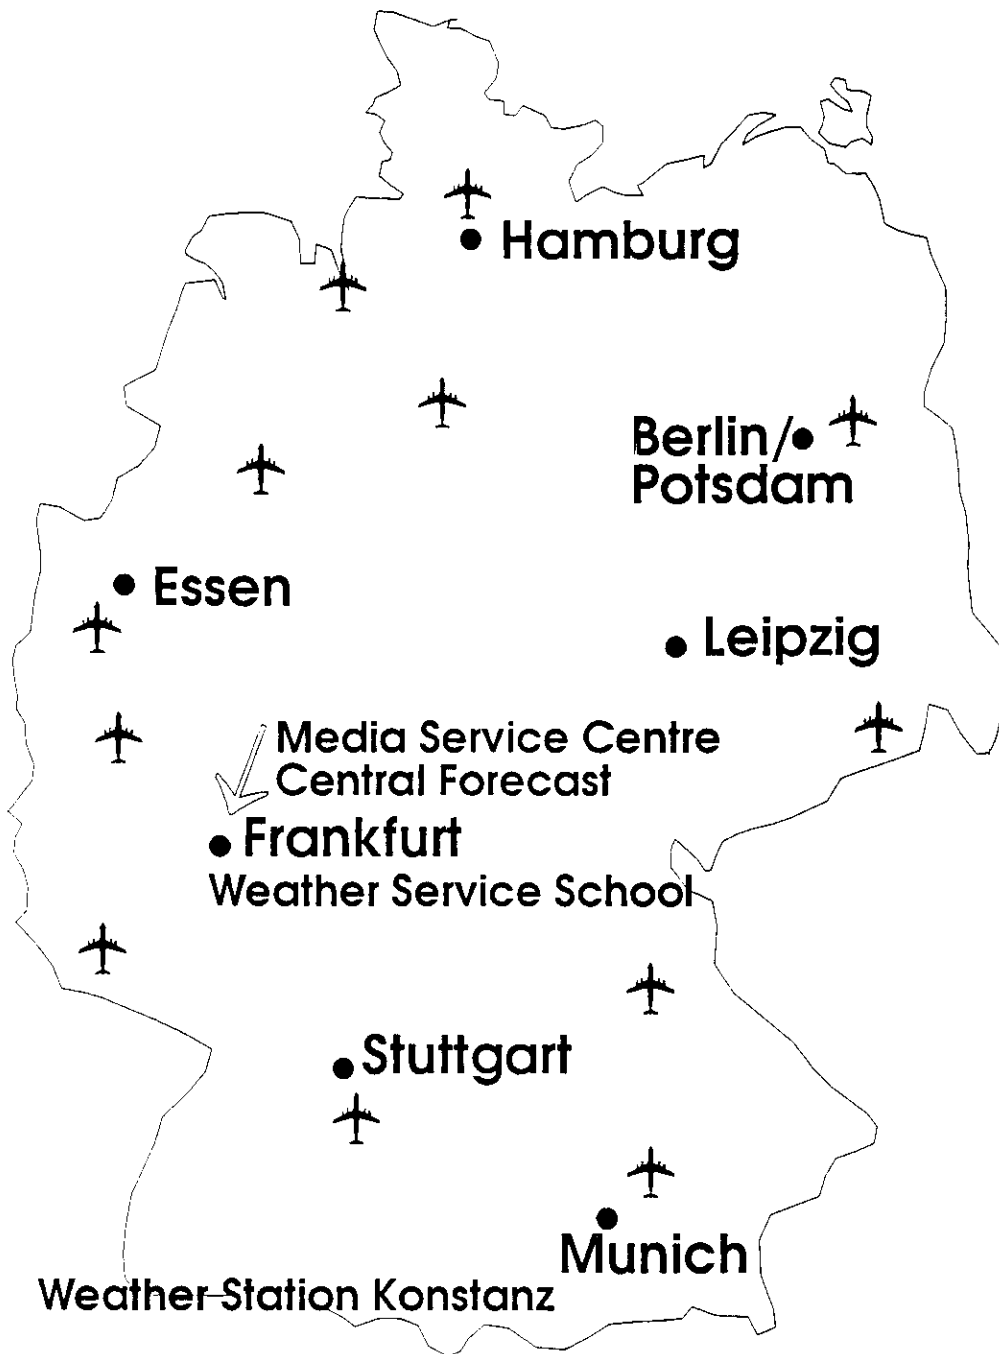 Hamburg
Berlin/
Potsdam
Essen
Leipzig
Media Service Centre
Central Forecast
Frankfurt
Weather Service School
Stuttgart
Munich
Weather Station Konstanz